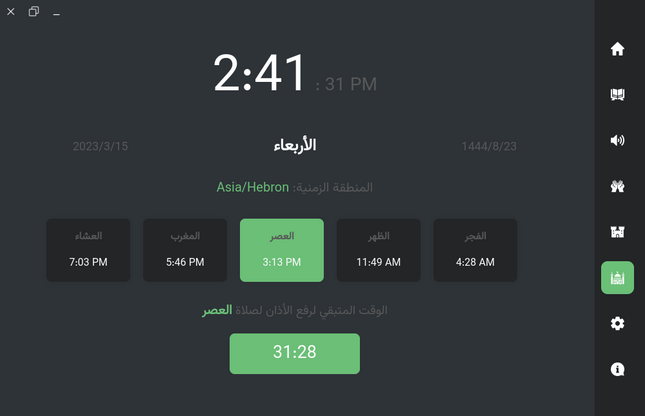 2:41 : 31 PM
1444/8/23 الأربعاء 2023/3/15
المنطقة الزمنية: Asia/Hebron
الفجر الظهر العصر المغرب العشاء
4:28 AM 11:49 AM 3:13 PM 5:46 PM 7:03 PM
الوقت المتبقي لرفع الأذان لصلاة العصر
31:28